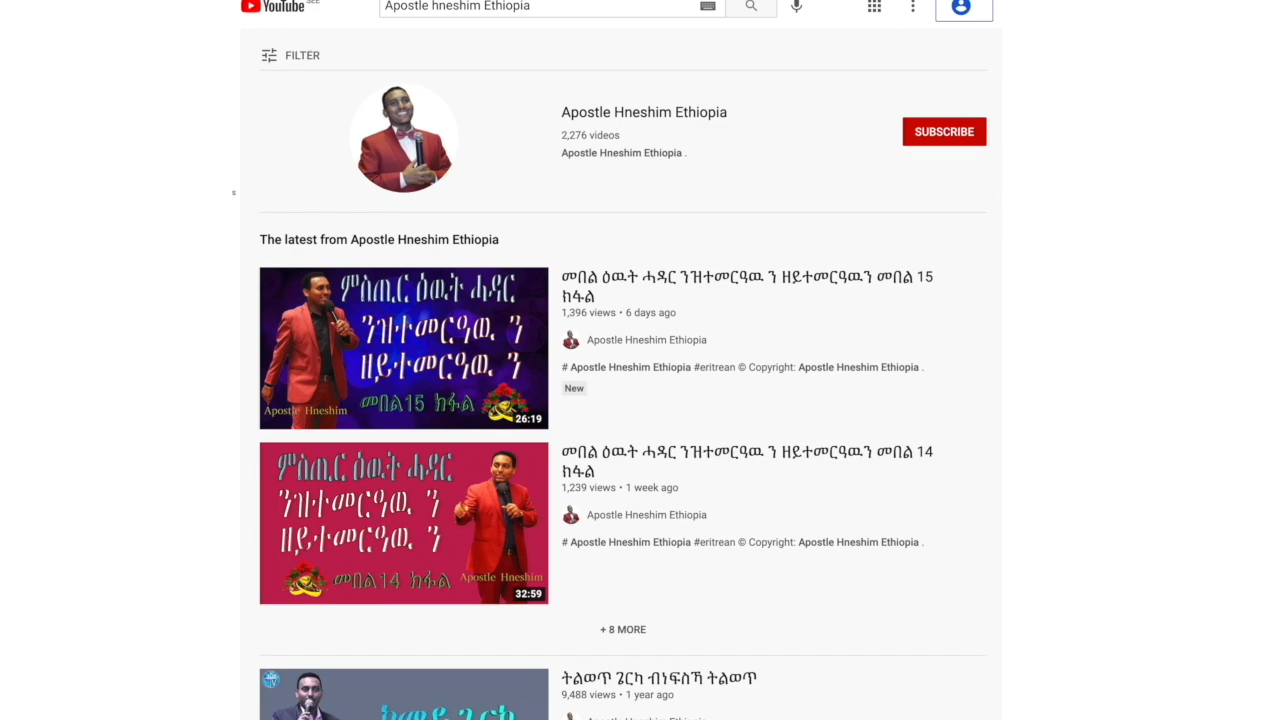 YouTube SEE
Apostle hneshim Ethiopia
FILTER
Apostle Hneshim Ethiopia
2,276 videos
Apostle Hneshim Ethiopia .
SUBSCRIBE
s
The latest from Apostle Hneshim Ethiopia
ምስጢር ዕዉት ሓዳር
ንዝተመርዓዉ ን
ዘይተመርዓዉ ን
መበል15 ክፋል
Apostle Hneshim
26:19
መበል ዕዉት ሓዳር ንዝተመርዓዉ ን ዘይተመርዓዉን መበል 15
ክፋል
1,396 views • 6 days ago
Apostle Hneshim Ethiopia
# Apostle Hneshim Ethiopia #eritrean © Copyright: Apostle Hneshim Ethiopia .
New
ምስጢር ዕዉት ሓዳር
ንዝተመርዓዉ ን
ዘይተመርዓዉ ን
መበል14 ክፋል
Apostle Hneshim
32:59
መበል ዕዉት ሓዳር ንዝተመርዓዉ ን ዘይተመርዓዉን መበል 14
ክፋል
1,239 views • 1 week ago
Apostle Hneshim Ethiopia
# Apostle Hneshim Ethiopia #eritrean © Copyright: Apostle Hneshim Ethiopia .
+ 8 MORE
ትልወጥ ጌርካ ብነፍስኻ ትልወጥ
9,488 views • 1 year ago